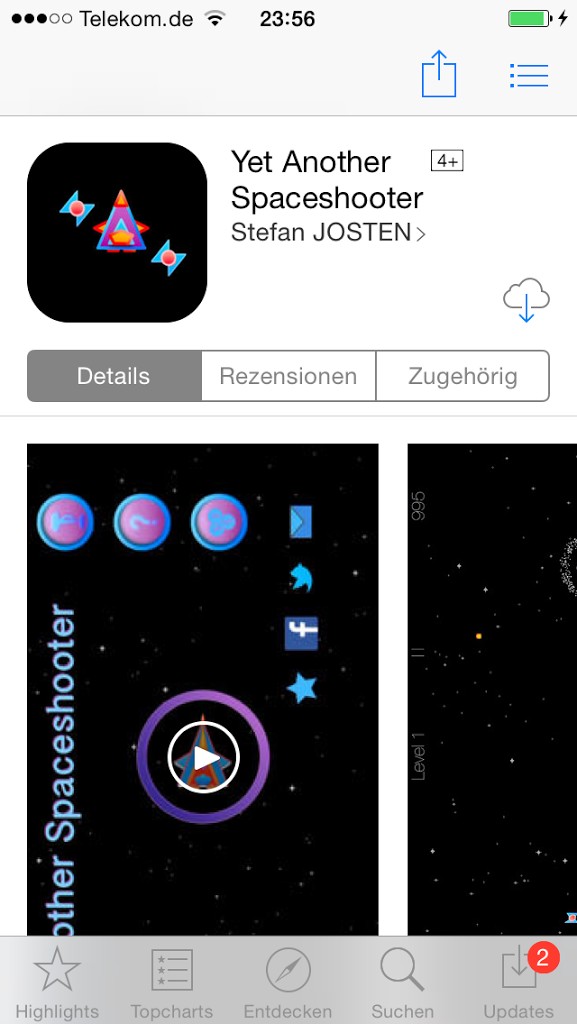 Telekom.de
23:56
Yet Another
Spaceshooter
4+
Stefan JOSTEN
Details
Rezensionen
Zugehörig
?
f
other Spaceshooter
995
III
Level 1
2
Highlights
Topcharts
Entdecken
Suchen
Updates